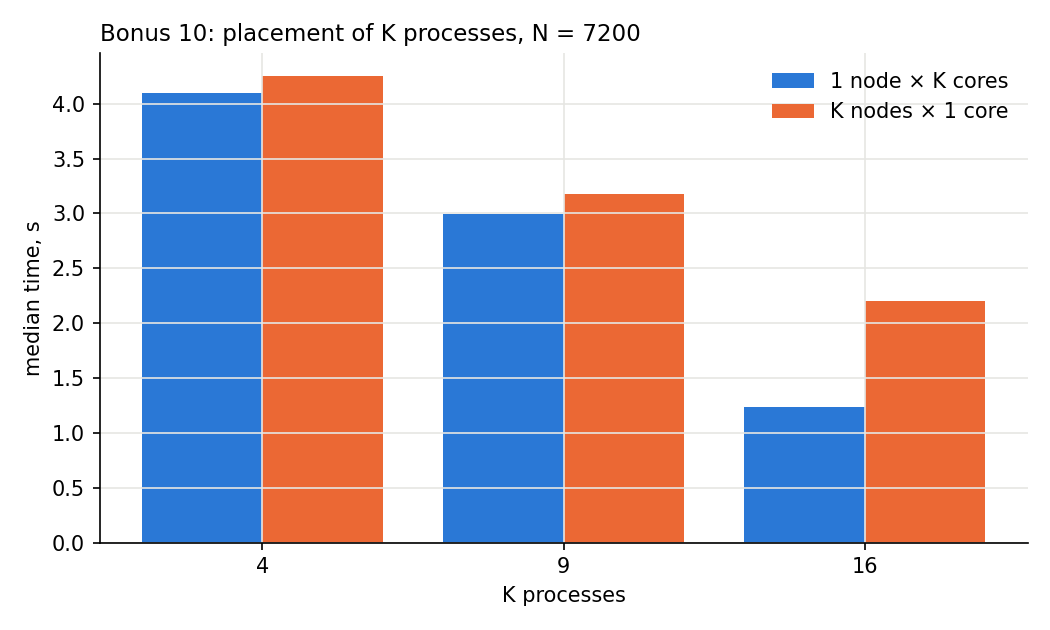 Bonus 10: placement of K processes, N = 7200
1 node × K cores
K nodes × 1 core
median time, s
4.0
3.5
3.0
2.5
2.0
1.5
1.0
0.5
0.0
4
9
16
K processes